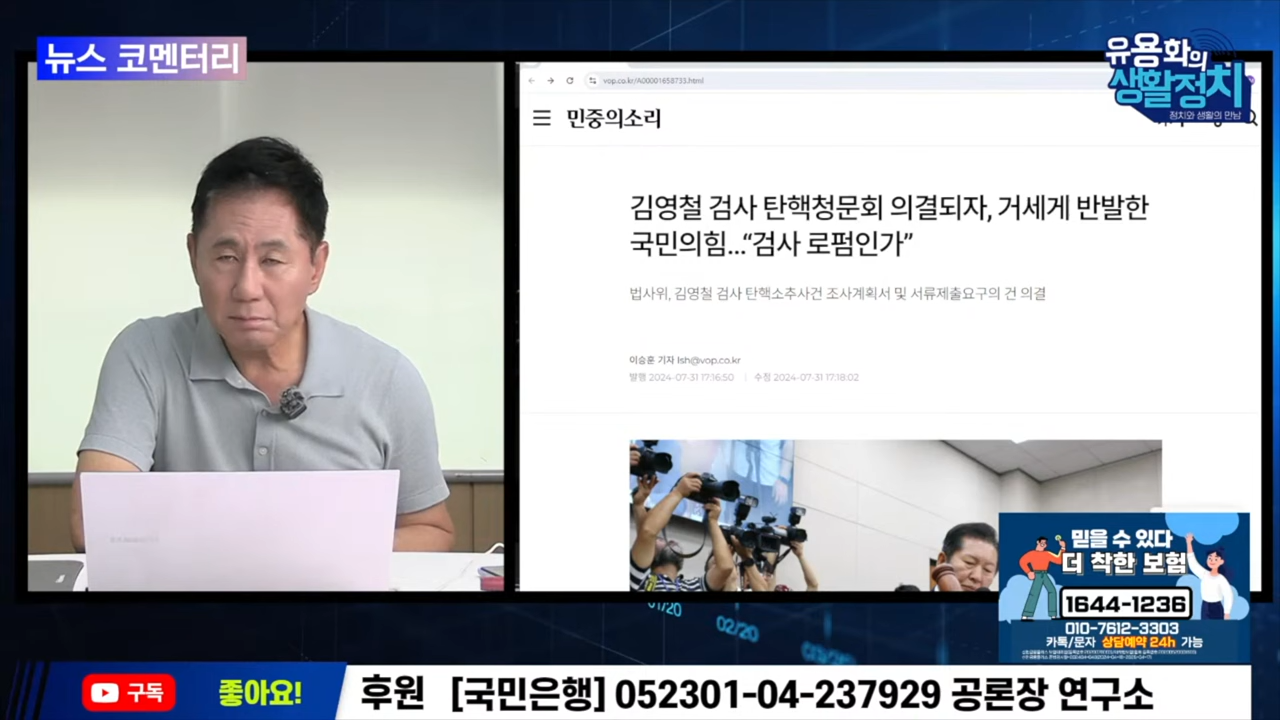 뉴스 코멘터리
유용화의
생활정치
정치와 생활의 만남
vop.co.kr/A00001658733.html
민중의소리
김영철 검사 탄핵청문회 의결되자, 거세게 반발한
국민의힘...“검사 로펌인가”
법사위, 김영철 검사 탄핵소추사건 조사계획서 및 서류제출요구의 건 의결
이승훈 기자 lsh@vop.co.kr
발행 2024-07-31 17:16:50 | 수정 2024-07-31 17:18:02
믿을 수 있다
더 착한 보험
1644-1236
010-7612-3303
카톡/문자 상담예약 24h 가능
01/20
02/20
구독
좋아요!
후원 [국민은행] 052301-04-237929 공론장 연구소